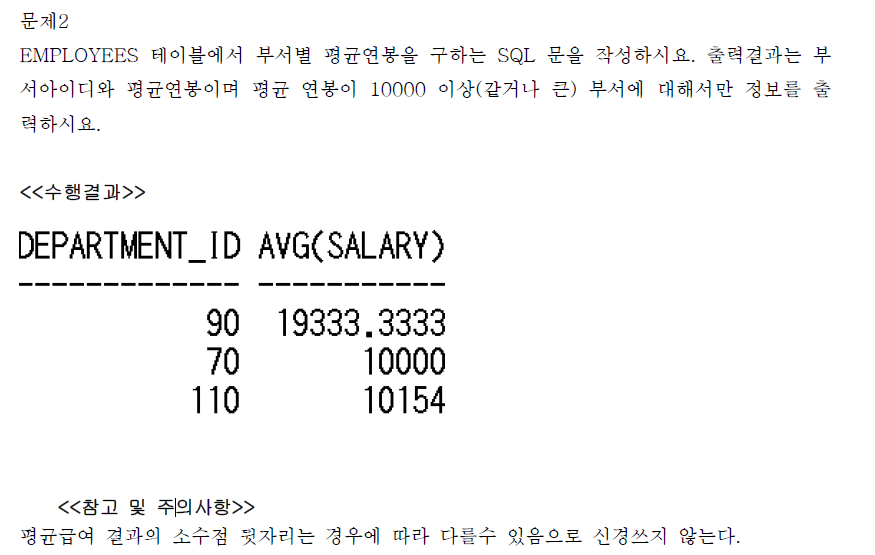 문제2
EMPLOYEES 테이블에서 부서별 평균연봉을 구하는 SQL 문을 작성하시요. 출력결과는 부
서아이디와 평균연봉이며 평균 연봉이 10000 이상(같거나 큰) 부서에 대해서만 정보를 출
력하시요.
<<수행결과>>
DEPARTMENT_ID AVG(SALARY)
------------- -----------
90 19333.3333
70 10000
110 10154
<<참고 및 주의사항>>
평균급여 결과의 소수점 뒷자리는 경우에 따라 다를수 있음으로 신경쓰지 않는다.